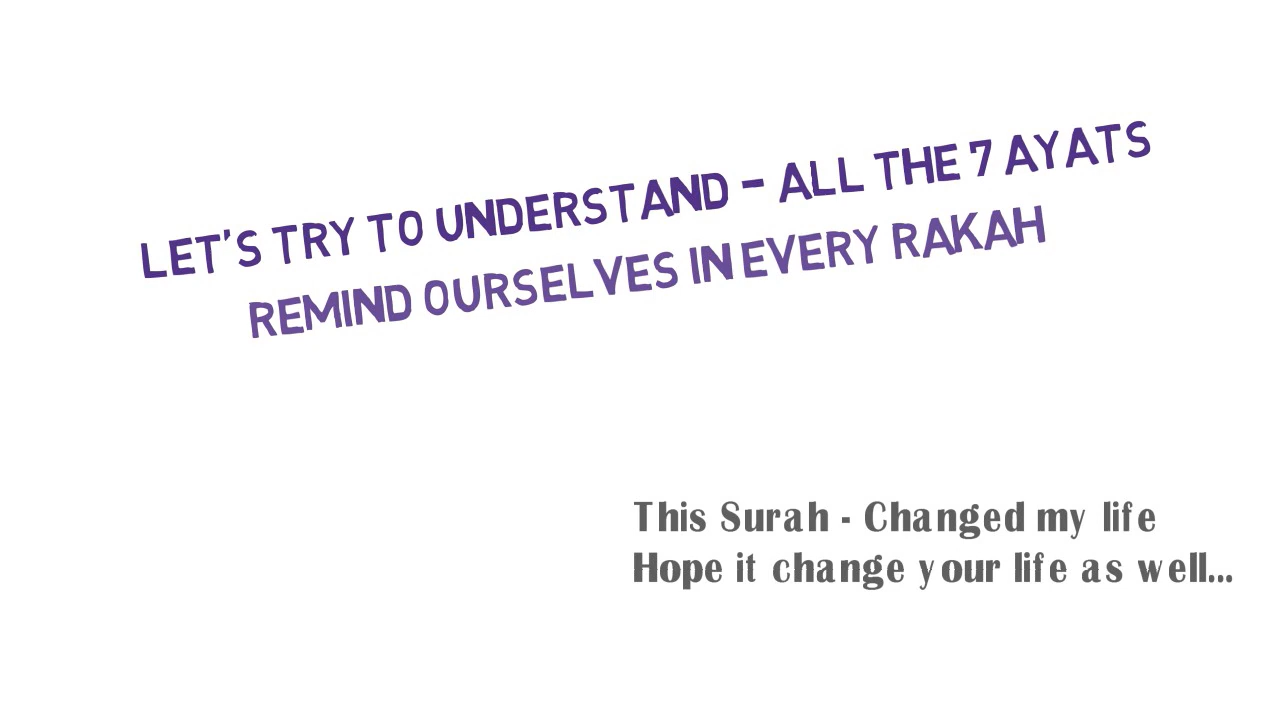 LET'S TRY TO UNDERSTAND - ALL THE 7 AYATS
REMIND OURSELVES IN EVERY RAKAH
This Surah - Changed my life
Hope it change your life as well...